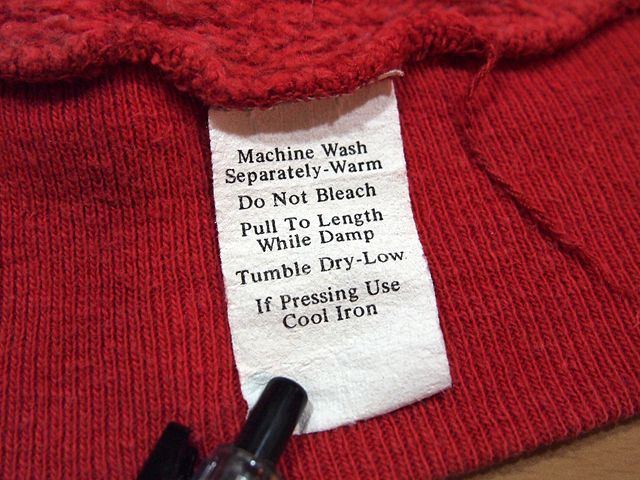 Machine Wash
Separately-Warm
Do Not Bleach
Pull To Length
While Damp
Tumble Dry-Low
If Pressing Use
Cool Iron